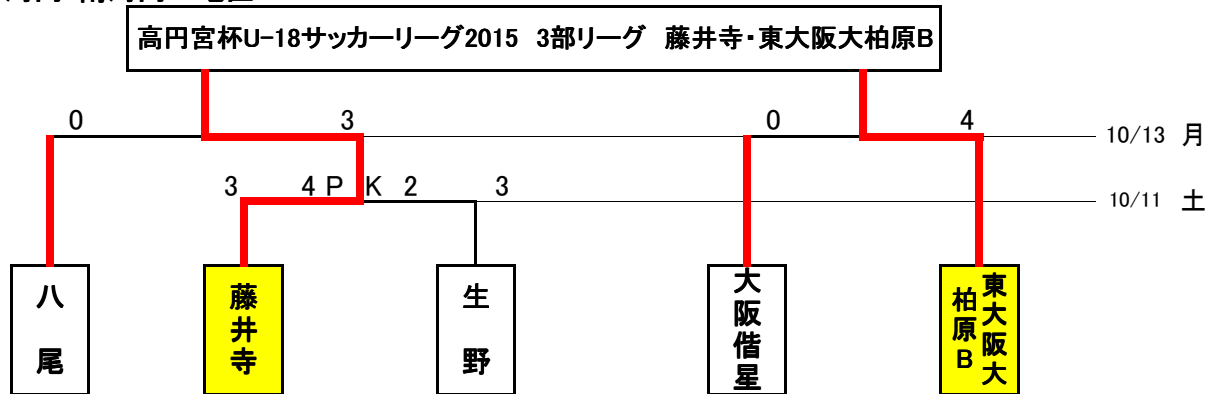 高円宮杯U-18サッカーリーグ2015 3部リーグ 藤井寺・東大阪大柏原B
0 3 0 4 10/13 月
3 4 P K 2 3 10/11 土
八尾
藤井寺
生野
大阪偕星
東大阪大
柏原B